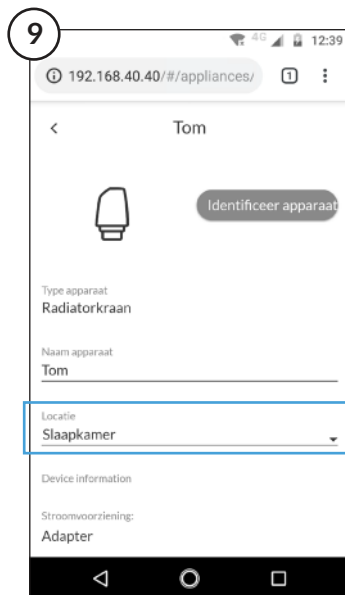 9
4G 12:39
192.168.40.40/#/appliances/ 1
Tom
Identificeer apparaat
Type apparaat
Radiatorkraan
Naam apparaat
Tom
Locatie
Slaapkamer
Device information
Stroomvoorziening:
Adapter